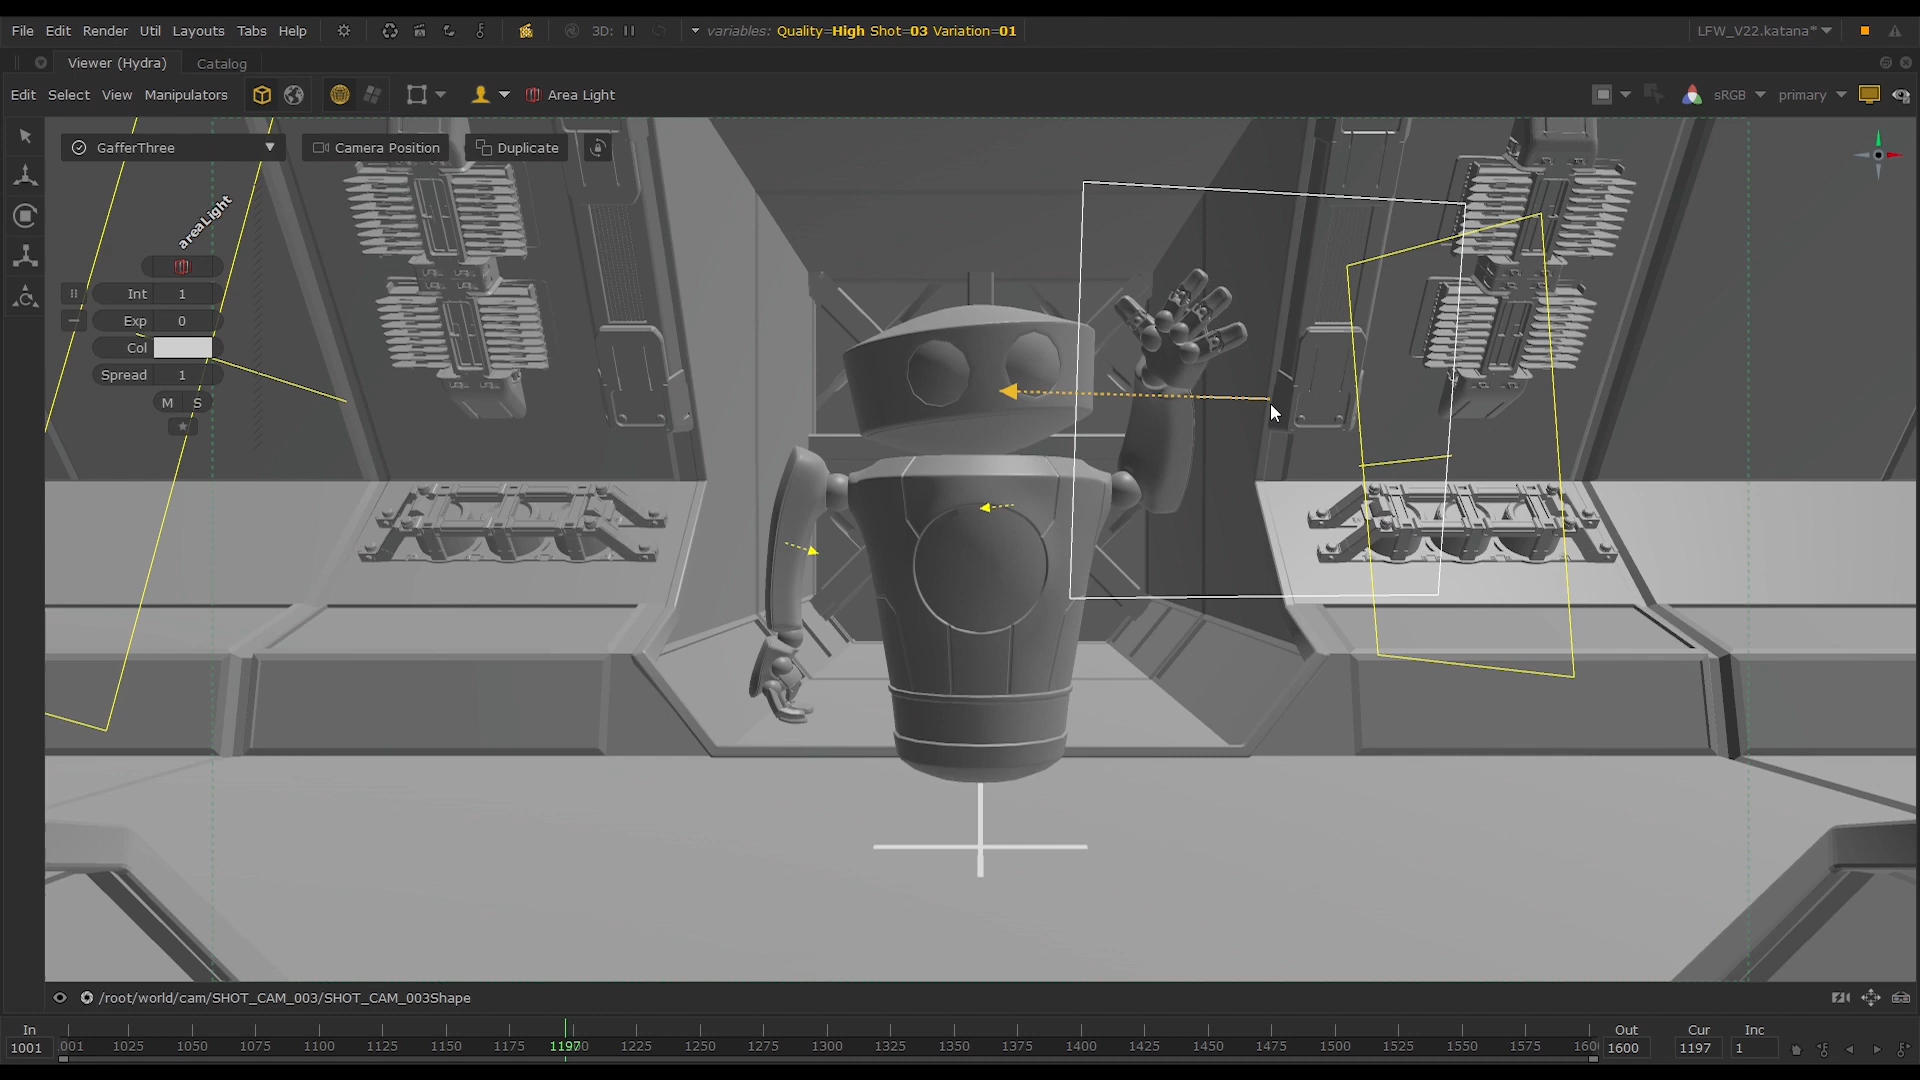 File Edit Render Util Layouts Tabs Help 3D: variables: Quality=High Shot=03 Variation=01 LFW_V22.katana*
Viewer (Hydra) Catalog
Edit Select View Manipulators Area Light sRGB primary
GafferThree Camera Position Duplicate
areaLight
Int 1
Exp 0
Col
Spread 1
M S
/root/world/cam/SHOT_CAM_003/SHOT_CAM_003Shape
In Out Cur Inc
1001 1025 1050 1075 1100 1125 1150 1175 1197 1225 1250 1275 1300 1325 1350 1375 1400 1425 1450 1475 1500 1525 1550 1575 1600 1197 1